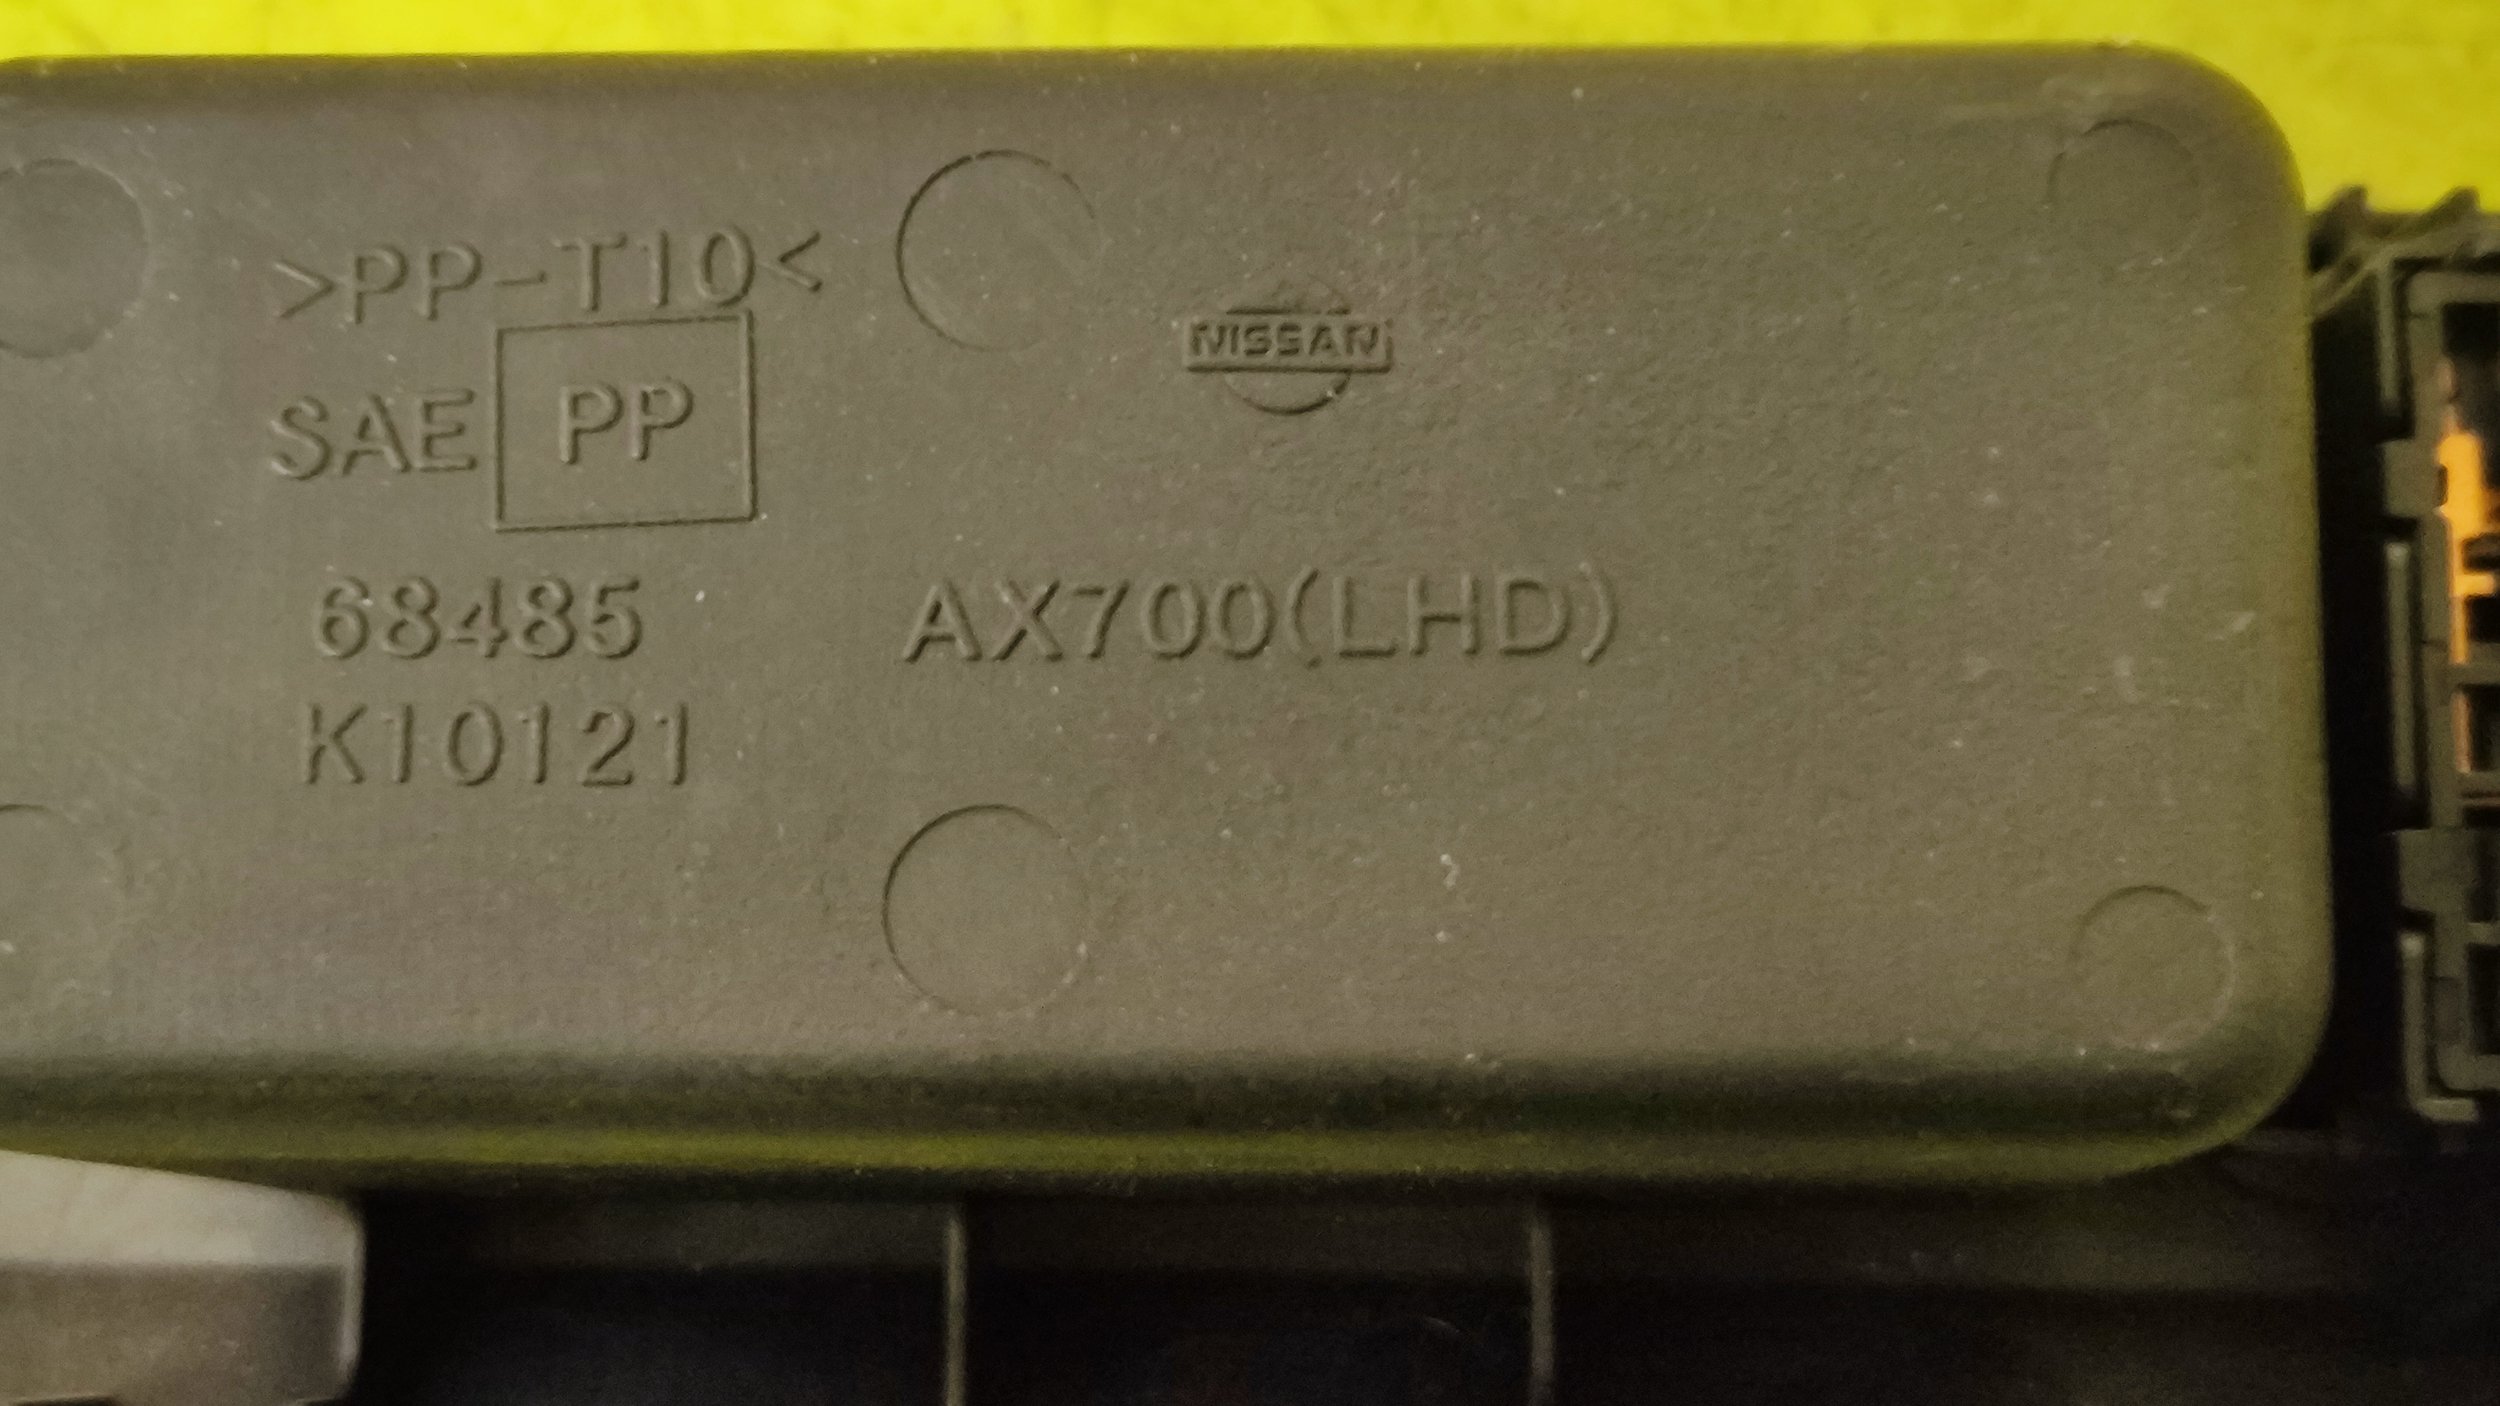 >PP-T10<
NISSAN
SAE PP
68485 AX700(LHD)
K10121